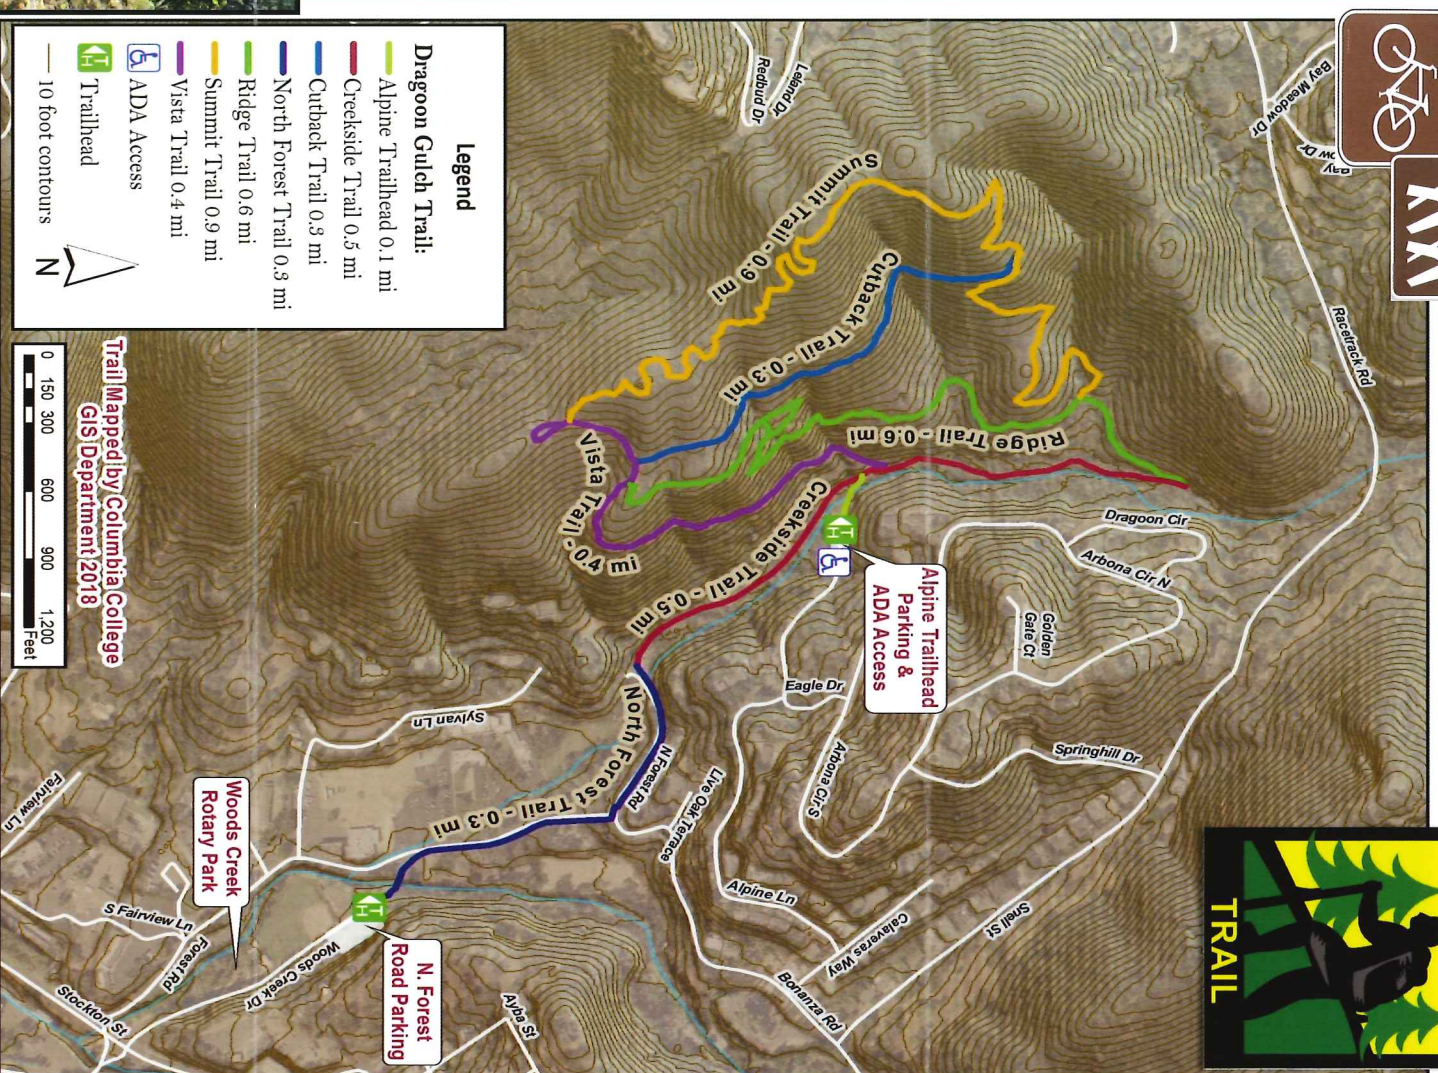 Legend
Dragoon Gulch Trail:
Alpine Trailhead 0.1 mi
Creekside Trail 0.5 mi
Cutback Trail 0.3 mi
North Forest Trail 0.3 mi
Ridge Trail 0.6 mi
Summit Trail 0.9 mi
Vista Trail 0.4 mi
ADA Access
Trailhead
10 foot contours
N
0 150 300 600 900 1,200
Feet
Trail Mapped by Columbia College
GIS Department 2018
Leland Dr
Redbud Dr
Bay Meadow Dr
Racetrack Rd
Summit Trail - 0.9 mi
Cutback Trail - 0.3 mi
Ridge Trail - 0.6 mi
Vista Trail - 0.4 mi
Creekside Trail - 0.5 mi
North Forest Trail - 0.3 mi
TH
Alpine Trailhead
Parking &
ADA Access
Dragoon Cir
Arbona Cir N
Golden
Gate Ct
Eagle Dr
Arbona Cir S
Springhill Dr
N Forest Rd
Live Oak Terrace
Alpine Ln
Calaveras Way
Snell St
Bonanza Rd
Sylvan Ln
Fairview Ln
Woods Creek
Rotary Park
S Fairview Ln
Forest Rd
Woods Creek Dr
Stockton St
TH
N. Forest
Road Parking
Ayba St
TRAIL